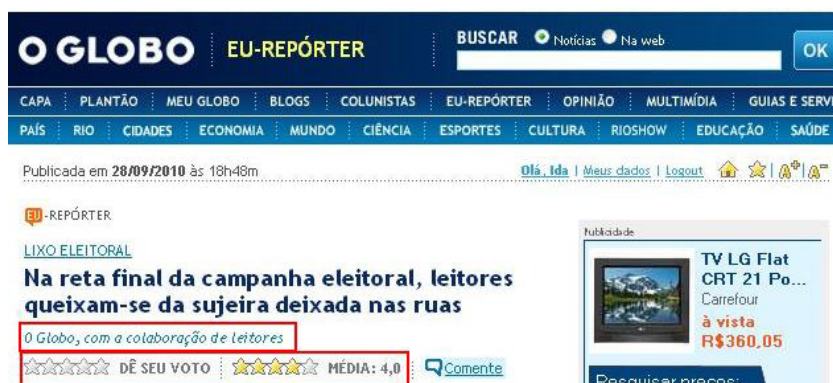 O GLOBO EU-REPÓRTER
BUSCAR Notícias Na web
OK
CAPA PLANTÃO MEU GLOBO BLOGS COLUNISTAS EU-REPÓRTER OPINIÃO MULTIMÍDIA GUIAS E SERVI
PAÍS RIO CIDADES ECONOMIA MUNDO CIÊNCIA ESPORTES CULTURA RIOSHOW EDUCAÇÃO SAÚDE
Publicada em 28/09/2010 às 18h48m
Olá, Ida | Meus dados | Logout | A+ | A-
EU-REPÓRTER
LIXO ELEITORAL
Na reta final da campanha eleitoral, leitores
queixam-se da sujeira deixada nas ruas
O Globo, com a colaboração de leitores
DÊ SEU VOTO MÉDIA: 4,0 Comente
Publicidade
TV LG Flat
CRT 21 Po...
Carrefour
à vista
R$360,05
Pesquisar preços: